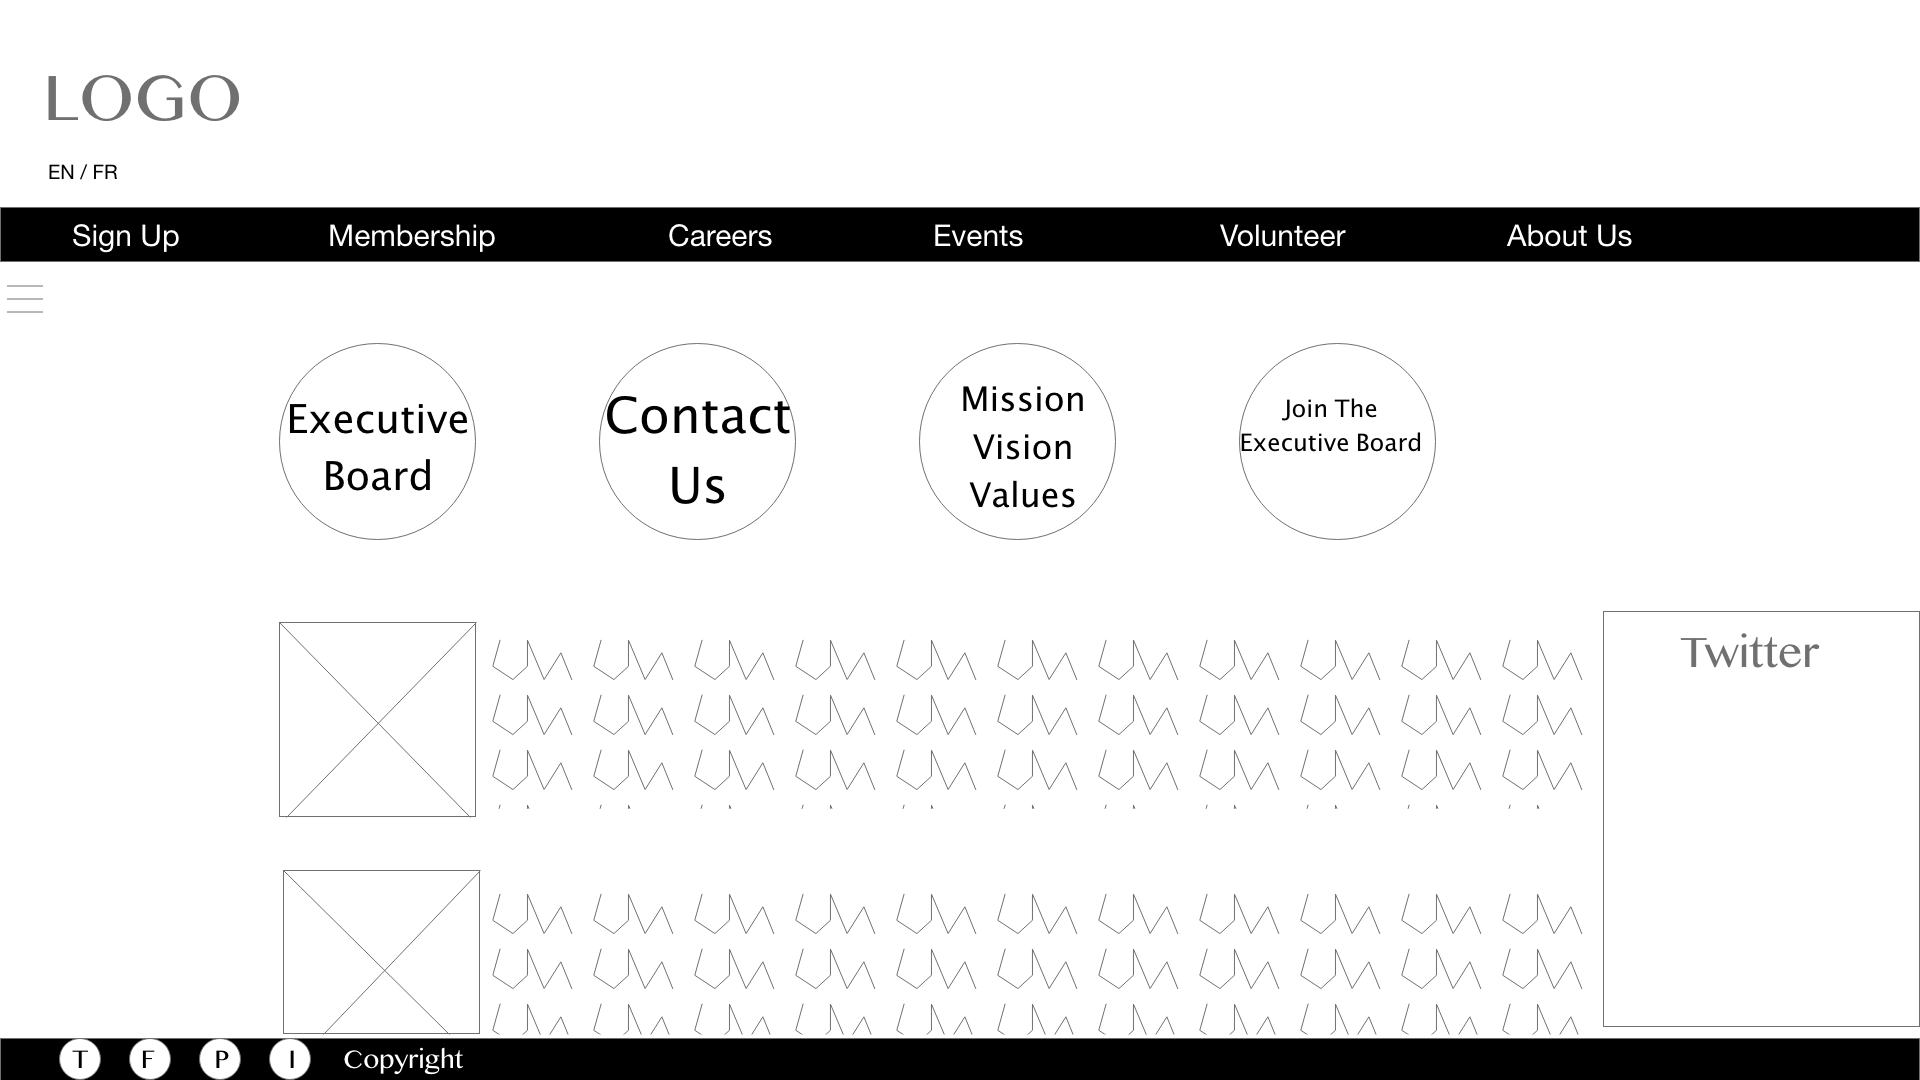 LOGO
EN / FR
Sign Up Membership Careers Events Volunteer About Us
Executive
Board
Contact
Us
Mission
Vision
Values
Join The
Executive Board
Twitter
T F P I Copyright